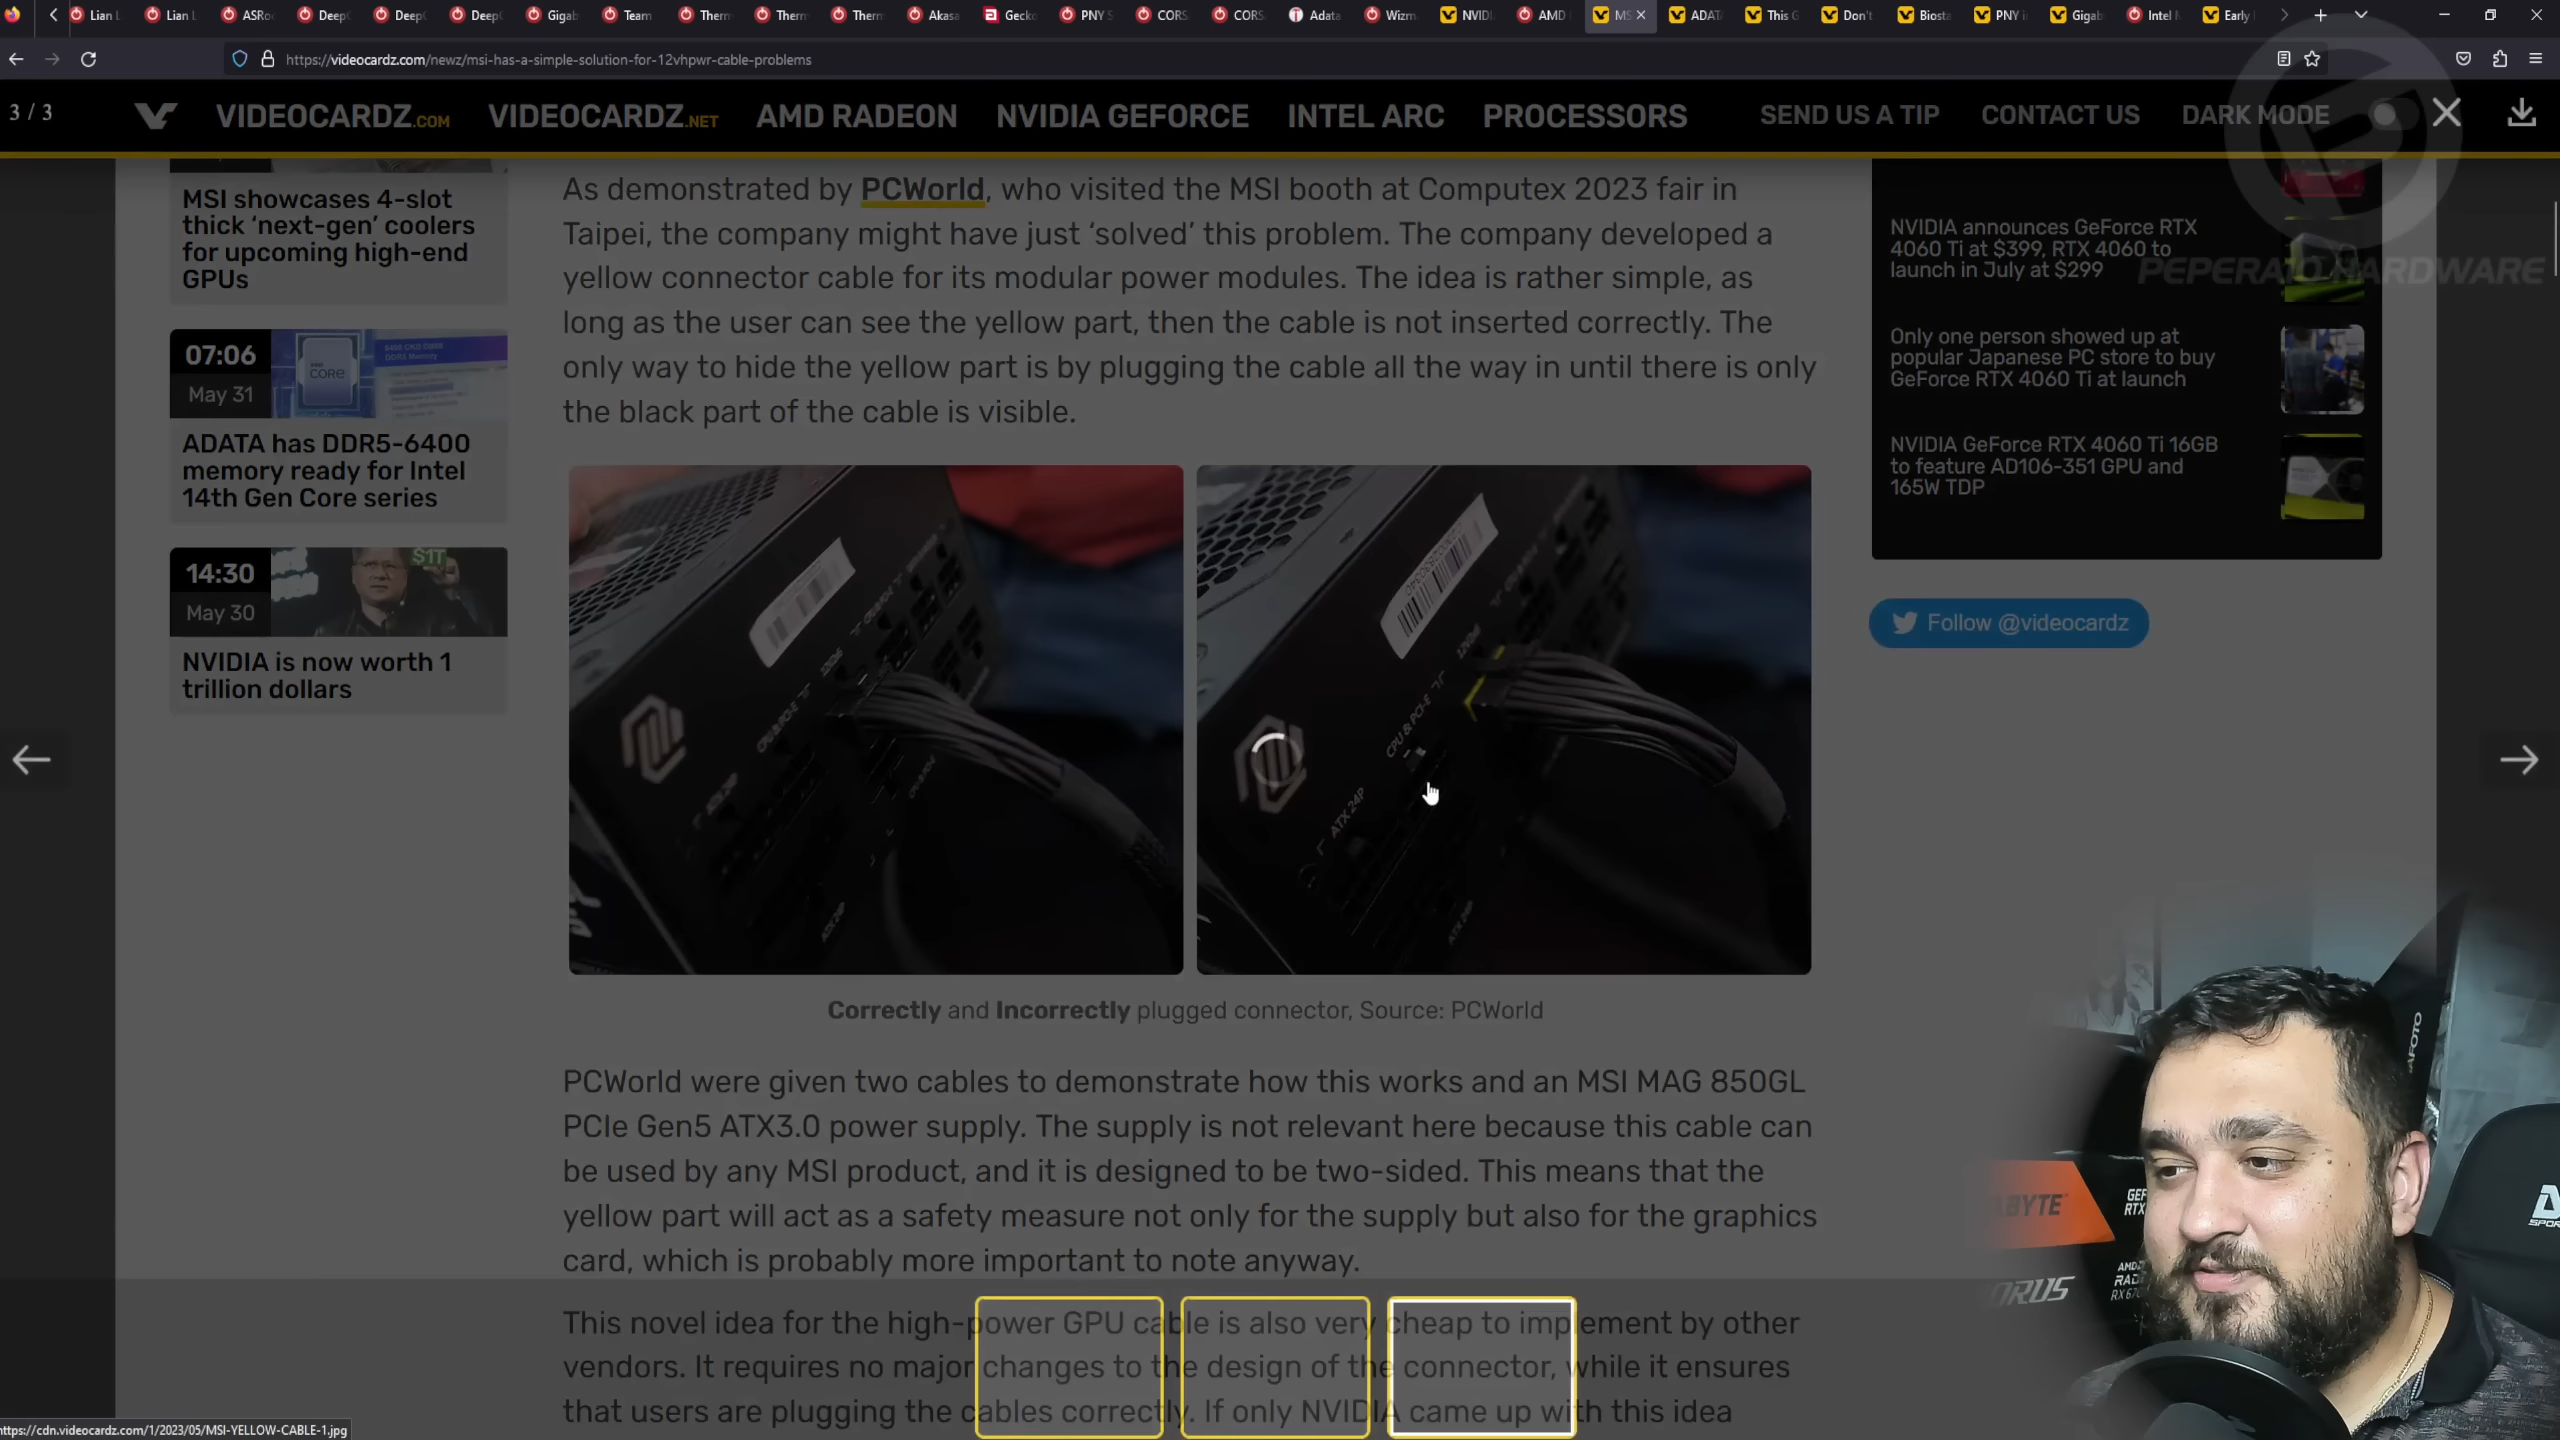 Lian L
Lian L
ASRo
DeepC
DeepC
DeepC
Gigab
Team
Therm
Therm
Therm
Akasa
Gecko
PNY S
CORS
CORS
Adata
Wizm
NVIDI
AMD
MS
ADAT
This G
Don't
Biosta
PNY i
Gigab
Intel
Early
https://videocardz.com/newz/msi-has-a-simple-solution-for-12vhpwr-cable-problems
3 / 3
VIDEOCARDZ.COM VIDEOCARDZ.NET AMD RADEON NVIDIA GEFORCE INTEL ARC PROCESSORS SEND US A TIP CONTACT US DARK MODE
PEPERAIO HARDWARE
MSI showcases 4-slot
thick ‘next-gen’ coolers
for upcoming high-end
GPUs
07:06
May 31
ADATA has DDR5-6400
memory ready for Intel
14th Gen Core series
14:30
May 30
$1T
NVIDIA is now worth 1
trillion dollars
As demonstrated by PCWorld, who visited the MSI booth at Computex 2023 fair in
Taipei, the company might have just ‘solved’ this problem. The company developed a
yellow connector cable for its modular power modules. The idea is rather simple, as
long as the user can see the yellow part, then the cable is not inserted correctly. The
only way to hide the yellow part is by plugging the cable all the way in until there is only
the black part of the cable is visible.
CPU & PCI-E
ATX 24P
CPU & PCI-E
ATX 24P
Correctly and Incorrectly plugged connector, Source: PCWorld
PCWorld were given two cables to demonstrate how this works and an MSI MAG 850GL
PCIe Gen5 ATX3.0 power supply. The supply is not relevant here because this cable can
be used by any MSI product, and it is designed to be two-sided. This means that the
yellow part will act as a safety measure not only for the supply but also for the graphics
card, which is probably more important to note anyway.
This novel idea for the high-power GPU cable is also very cheap to implement by other
vendors. It requires no major changes to the design of the connector, while it ensures
that users are plugging the cables correctly. If only NVIDIA came up with this idea
NVIDIA announces GeForce RTX
4060 Ti at $399, RTX 4060 to
launch in July at $299
Only one person showed up at
popular Japanese PC store to buy
GeForce RTX 4060 Ti at launch
NVIDIA GeForce RTX 4060 Ti 16GB
to feature AD106-351 GPU and
165W TDP
Follow @videocardz
https://cdn.videocardz.com/1/2023/05/MSI-YELLOW-CABLE-1.jpg